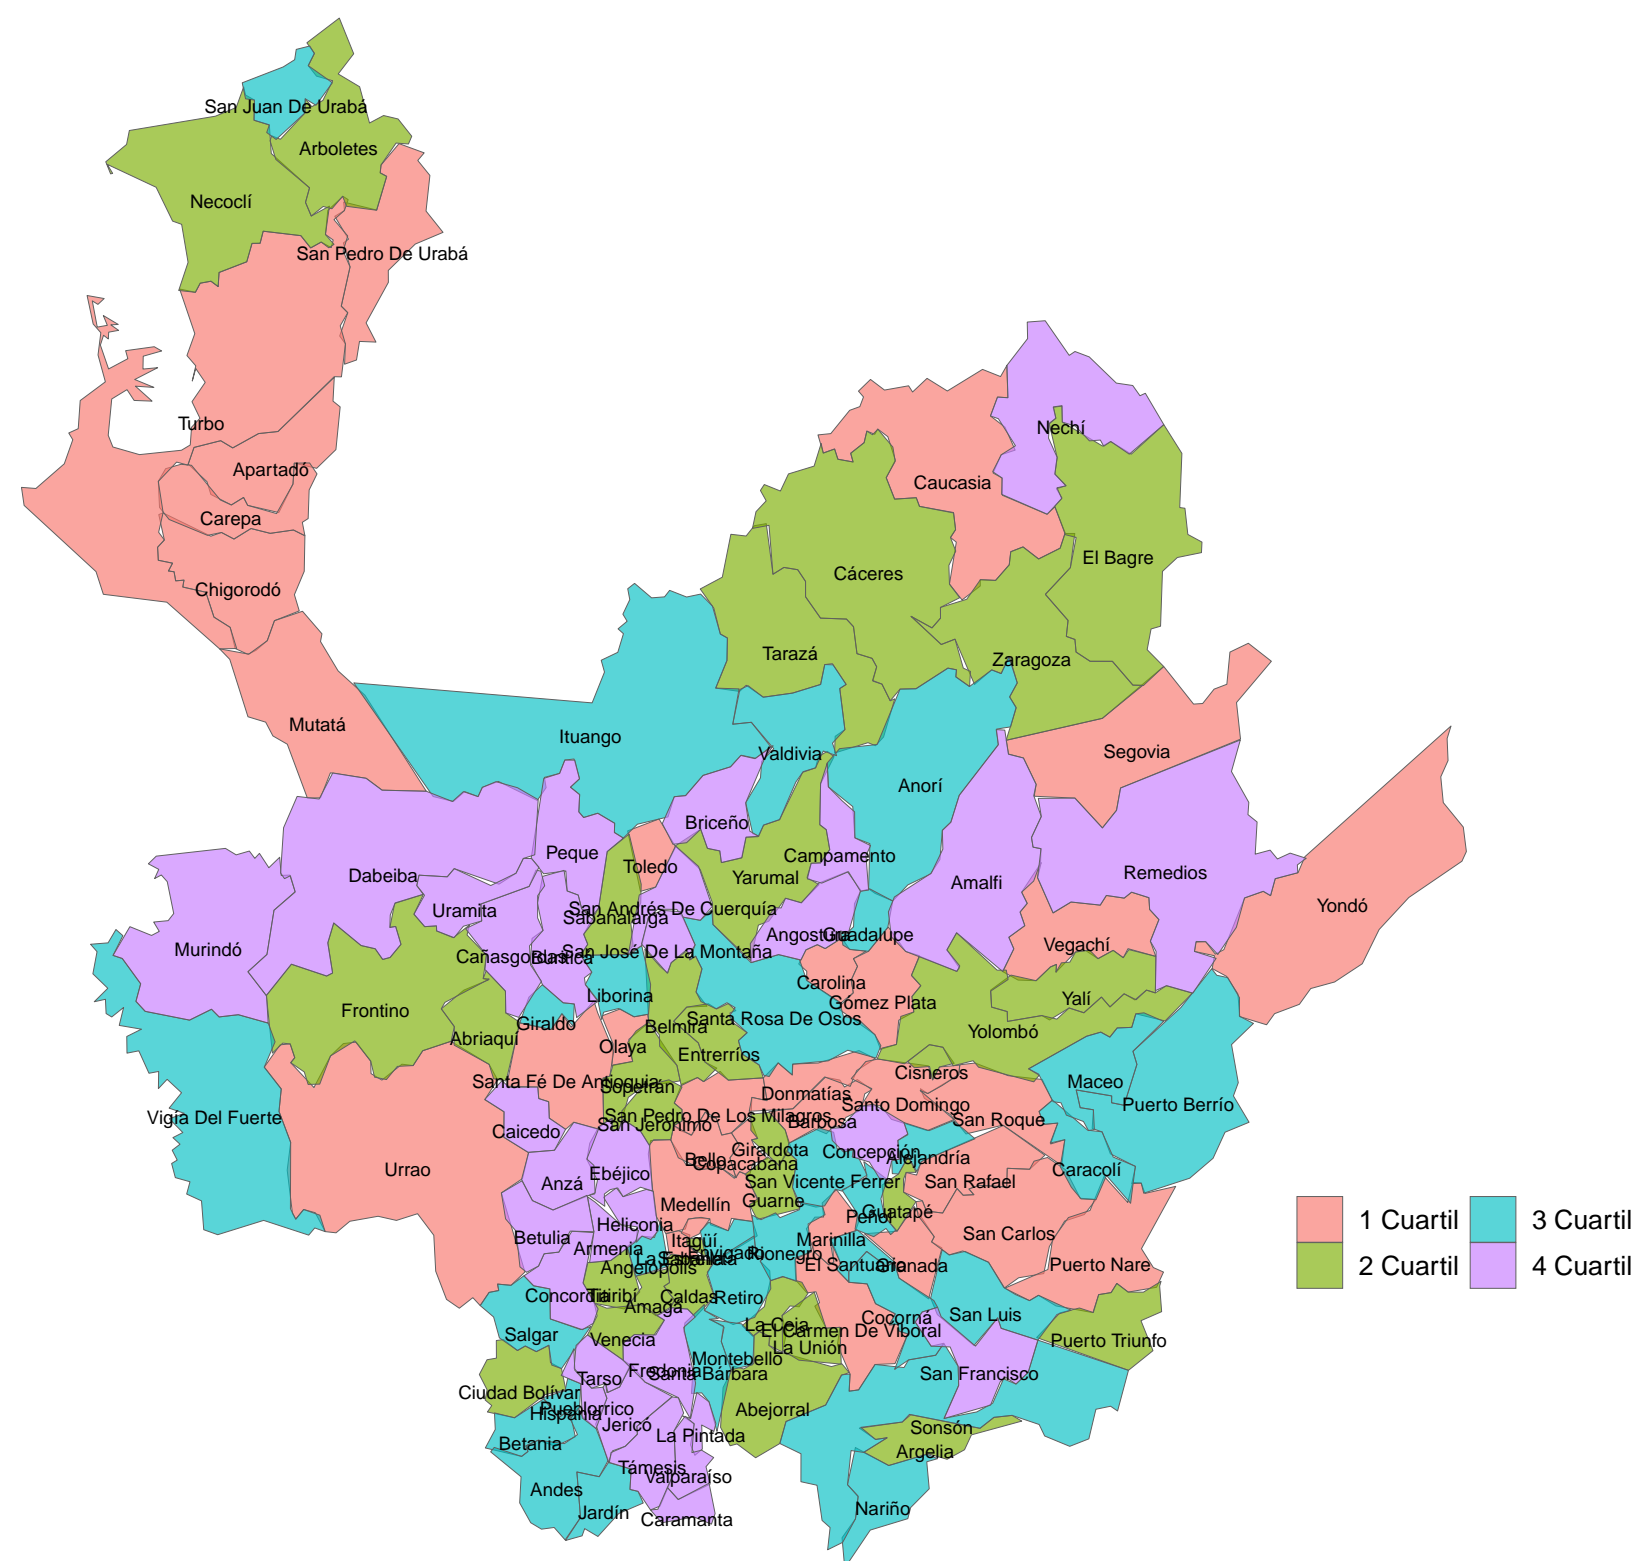 San Juan De Urabá
Arboletes
Necoclí
San Pedro De Urabá
Turbo
Nechí
Apartadó
Caucasia
Carepa
El Bagre
Cáceres
Chigorodó
Tarazá
Zaragoza
Mutatá
Ituango
Valdivia
Segovia
Anorí
Briceño
Peque
Campamento
Toledo
Remedios
Dabeiba
Yarumal
Amalfi
Yondó
San Andrés De Cuerquía
Uramita
Sabanalarga
Angostura
Guadalupe
Vegachí
Murindó
San José De La Montaña
Cañasgordas
Buriticá
Carolina
Liborina
Yalí
Gómez Plata
Frontino
Santa Rosa De Osos
Giraldo
Belmira
Yolombó
Abriaquí
Olaya
Entrerríos
Cisneros
Santa Fé De Antioquia
Maceo
Sopetrán
Donmatías
Santo Domingo
Puerto Berrío
San Pedro De Los Milagros
Vigía Del Fuerte
San Roque
Barbosa
San Jerónimo
Caicedo
Girardota
Concepción
Alejandría
Bello
Copacabana
Urrao
Caracolí
Ebéjico
Anzá
San Vicente Ferrer
San Rafael
Guarne
Medellín
Guatapé
Peñol
Heliconia
San Carlos
Betulia
Itagüí
Marinilla
Armenia
Envigado
Rionegro
La Estrella
Sabaneta
El Santuario
Granada
Puerto Nare
Angelópolis
Concordia
Titiribí
Caldas
Retiro
Amagá
San Luis
Cocorná
La Ceja
El Carmen De Viboral
Salgar
Venecia
Puerto Triunfo
La Unión
Montebello
Fredonia
Santa Bárbara
San Francisco
Tarso
Ciudad Bolívar
Pueblorrico
Hispania
Abejorral
Jericó
Sonsón
La Pintada
Betania
Argelia
Támesis
Valparaíso
Andes
Nariño
Jardín
Caramanta
1 Cuartil
3 Cuartil
2 Cuartil
4 Cuartil